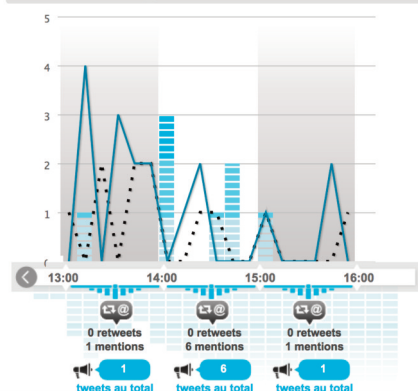 5
4
3
2
1
13:00 14:00 15:00 16:00
0 retweets 0 retweets 0 retweets
1 mentions 6 mentions 1 mentions
1 6 1
tweets au total tweets au total tweets au total